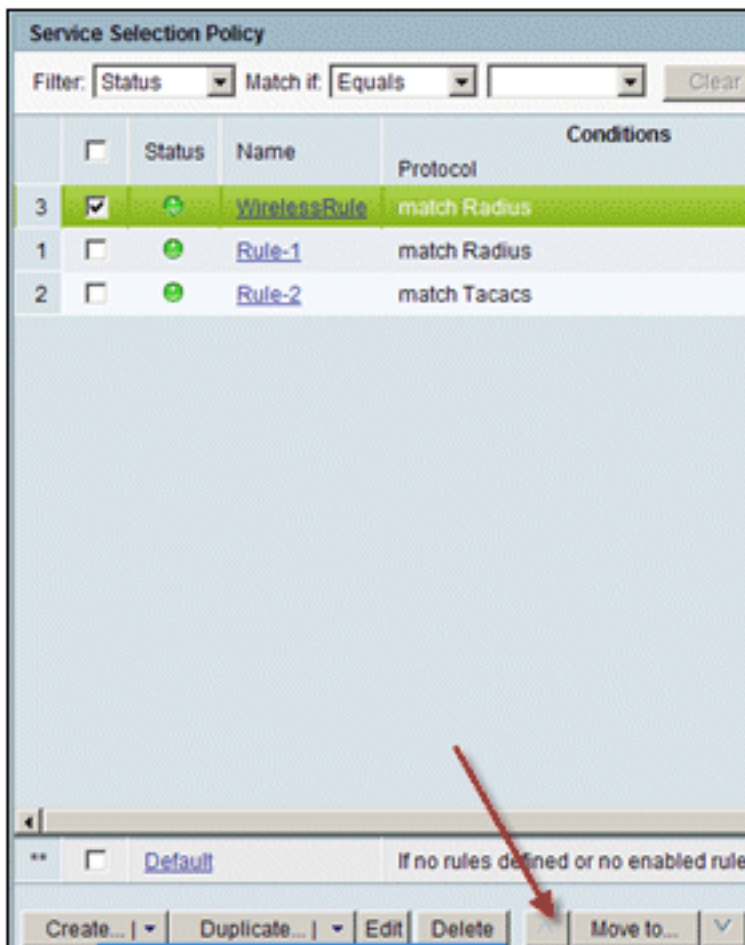 Service Selection Policy
Filter: Status Match if: Equals Clear
Conditions
Status Name Protocol
3 WirelessRule match Radius
1 Rule-1 match Radius
2 Rule-2 match Tacacs
** Default If no rules defined or no enabled rule
Create... | Duplicate... | Edit Delete Move to...